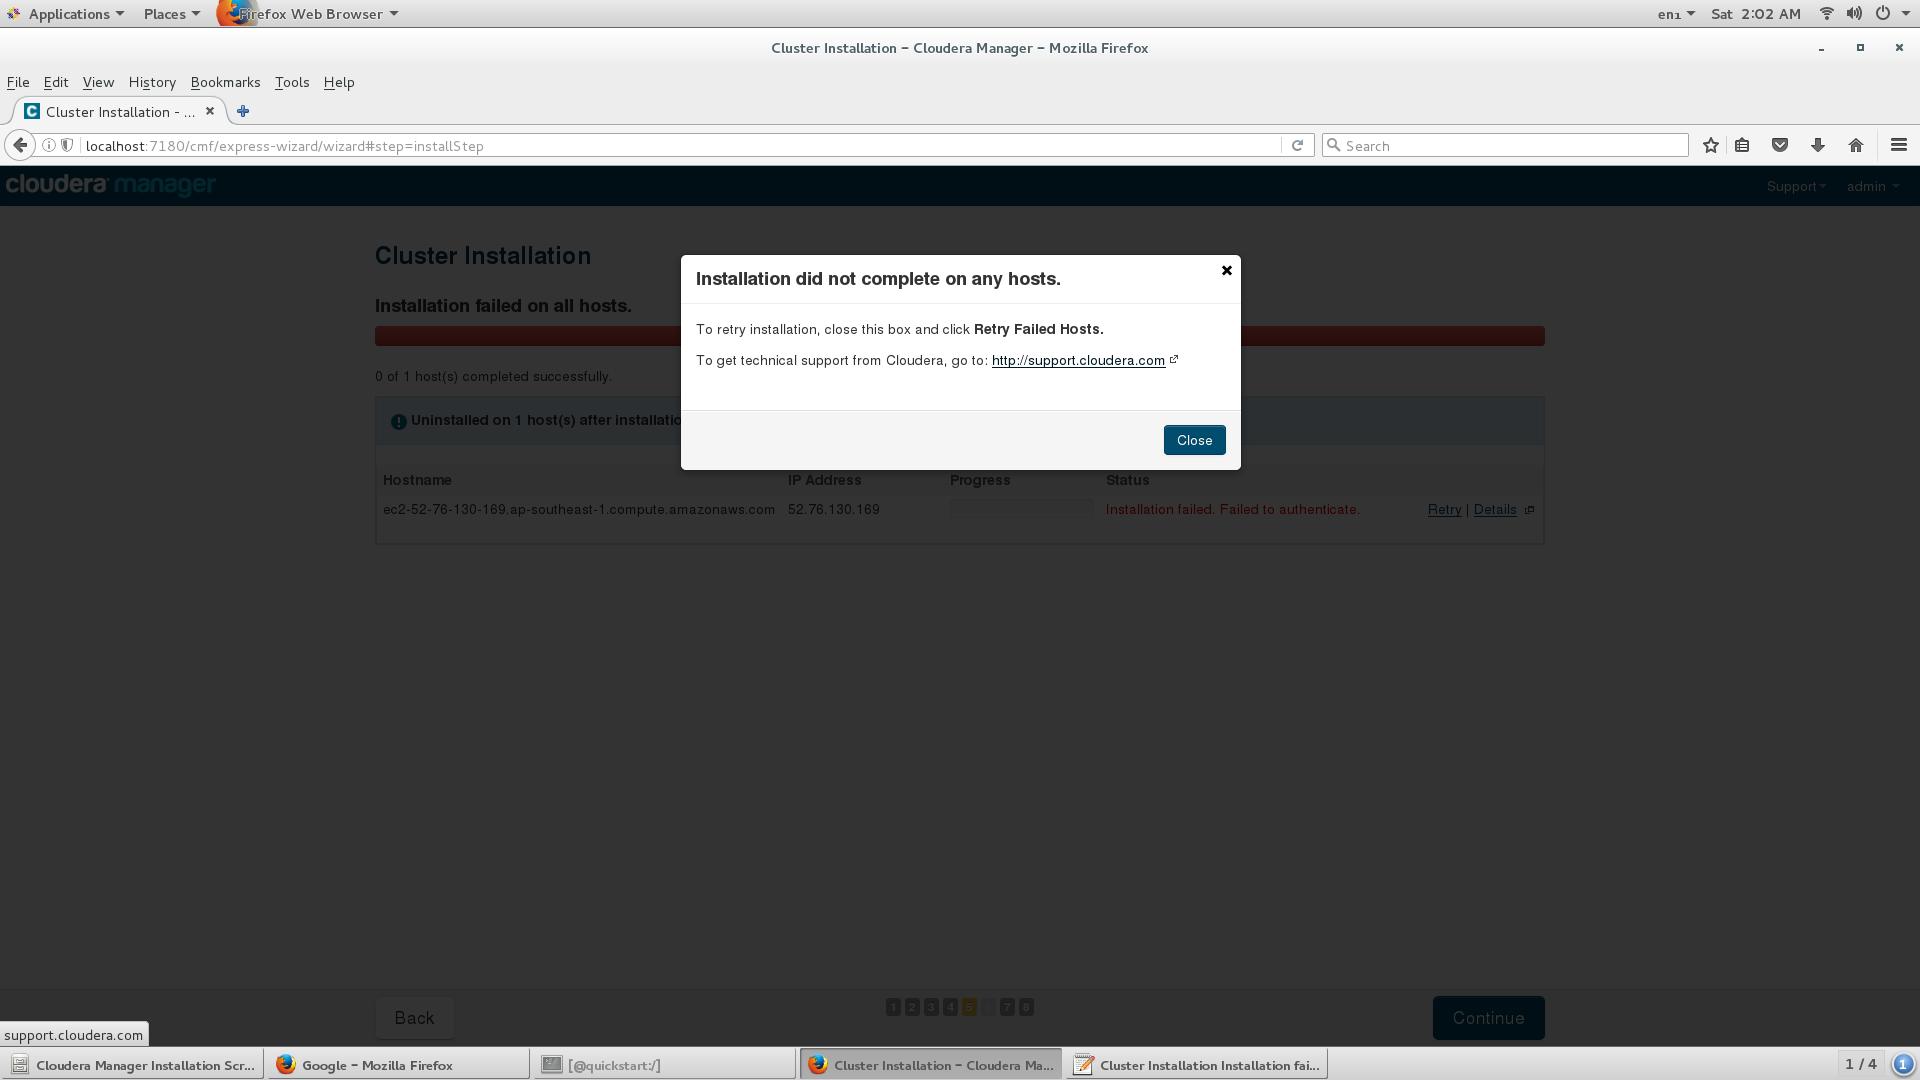 Applications Places Firefox Web Browser en1 Sat 2:02 AM
Cluster Installation – Cloudera Manager – Mozilla Firefox
File Edit View History Bookmarks Tools Help
Cluster Installation - ...
localhost:7180/cmf/express-wizard/wizard#step=installStep Search
cloudera manager Support admin
Cluster Installation
Installation did not complete on any hosts.
Installation failed on all hosts.
To retry installation, close this box and click Retry Failed Hosts.
To get technical support from Cloudera, go to: http://support.cloudera.com
0 of 1 host(s) completed successfully.
Uninstalled on 1 host(s) after installatio
Close
Hostname IP Address Progress Status
ec2-52-76-130-169.ap-southeast-1.compute.amazonaws.com 52.76.130.169 Installation failed. Failed to authenticate. Retry | Details
1 2 3 4 5 7 8
Back Continue
support.cloudera.com
Cloudera Manager Installation Scr... Google – Mozilla Firefox [@quickstart:/] Cluster Installation – Cloudera Ma... Cluster Installation Installation fai... 1 / 4 1